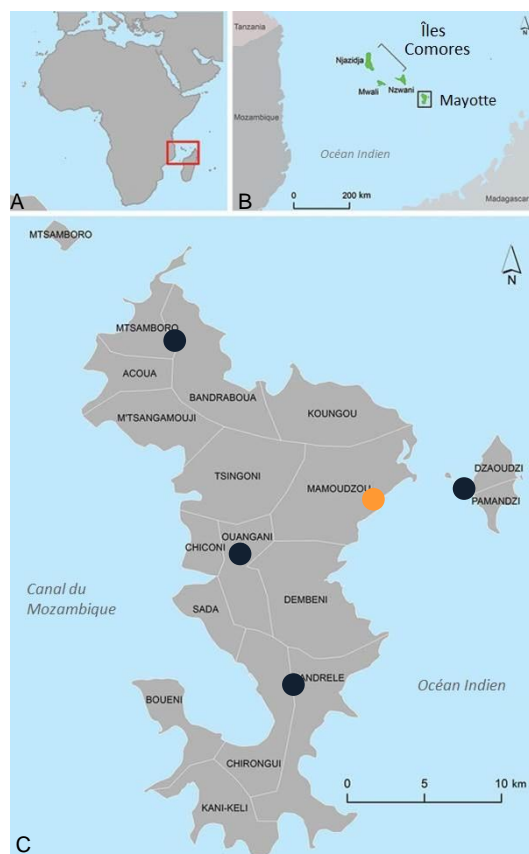 A
Tanzania
Îles
Comores
N
Njazidja
Mwali
Nzwani
Mayotte
Mozambique
Océan Indien
0
200 km
Madagascar
B
MTSAMBORO
N
MTSAMBORO
ACOUA
BANDRABOUA
KOUNGOU
M'TSANGAMOUJI
TSINGONI
DZAOUDZI
MAMOUDZOU
PAMANDZI
OUANGANI
CHICONI
Canal du
Mozambique
SADA
DEMBENI
ANDRELE
Océan Indien
BOUENI
CHIRONGUI
0 5 10 km
KANI-KELI
C